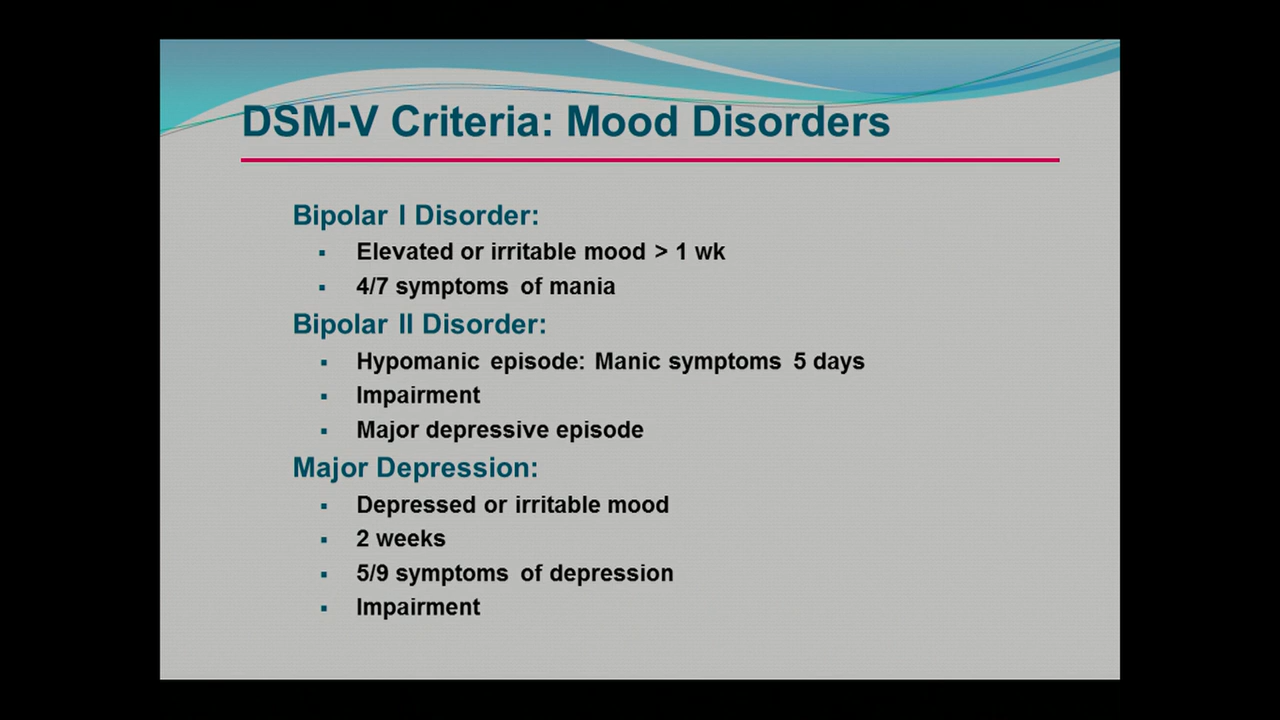 DSM-V Criteria: Mood Disorders
Bipolar I Disorder:
▪ Elevated or irritable mood > 1 wk
▪ 4/7 symptoms of mania
Bipolar II Disorder:
▪ Hypomanic episode: Manic symptoms 5 days
▪ Impairment
▪ Major depressive episode
Major Depression:
▪ Depressed or irritable mood
▪ 2 weeks
▪ 5/9 symptoms of depression
▪ Impairment